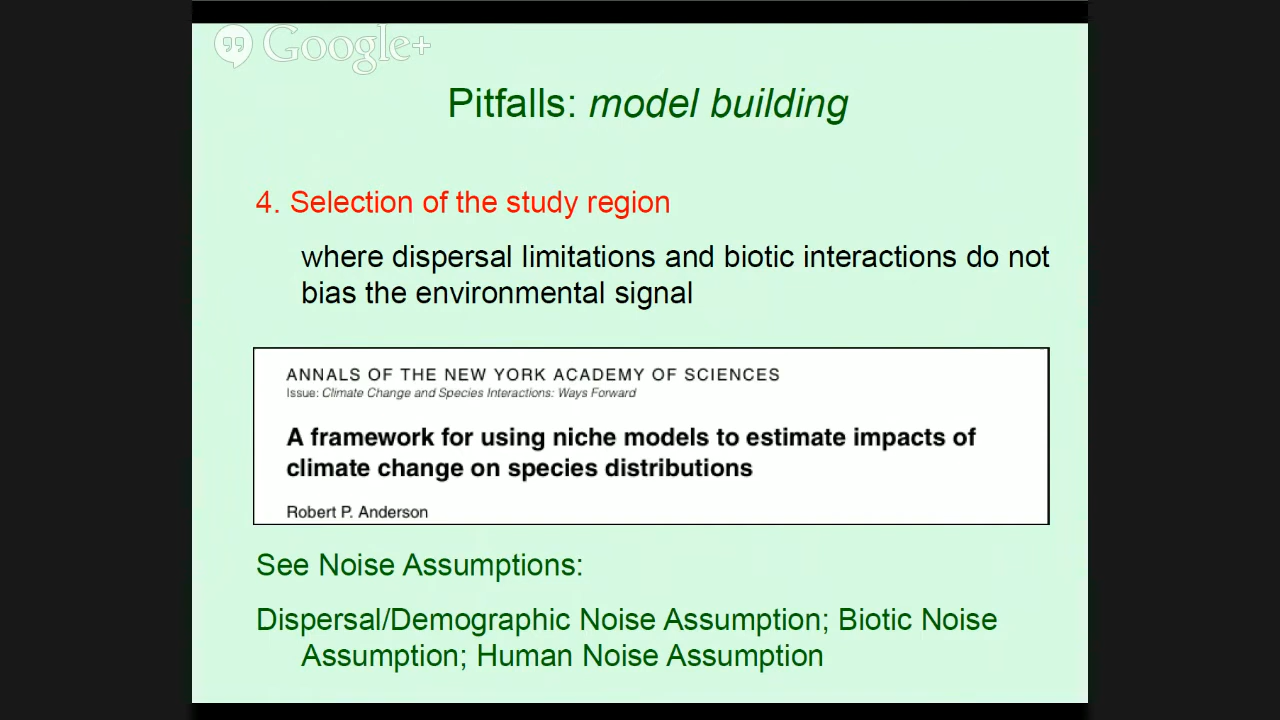 Google+
Pitfalls: model building
4. Selection of the study region
where dispersal limitations and biotic interactions do not
bias the environmental signal
ANNALS OF THE NEW YORK ACADEMY OF SCIENCES
Issue: Climate Change and Species Interactions: Ways Forward
A framework for using niche models to estimate impacts of
climate change on species distributions
Robert P. Anderson
See Noise Assumptions:
Dispersal/Demographic Noise Assumption; Biotic Noise
Assumption; Human Noise Assumption